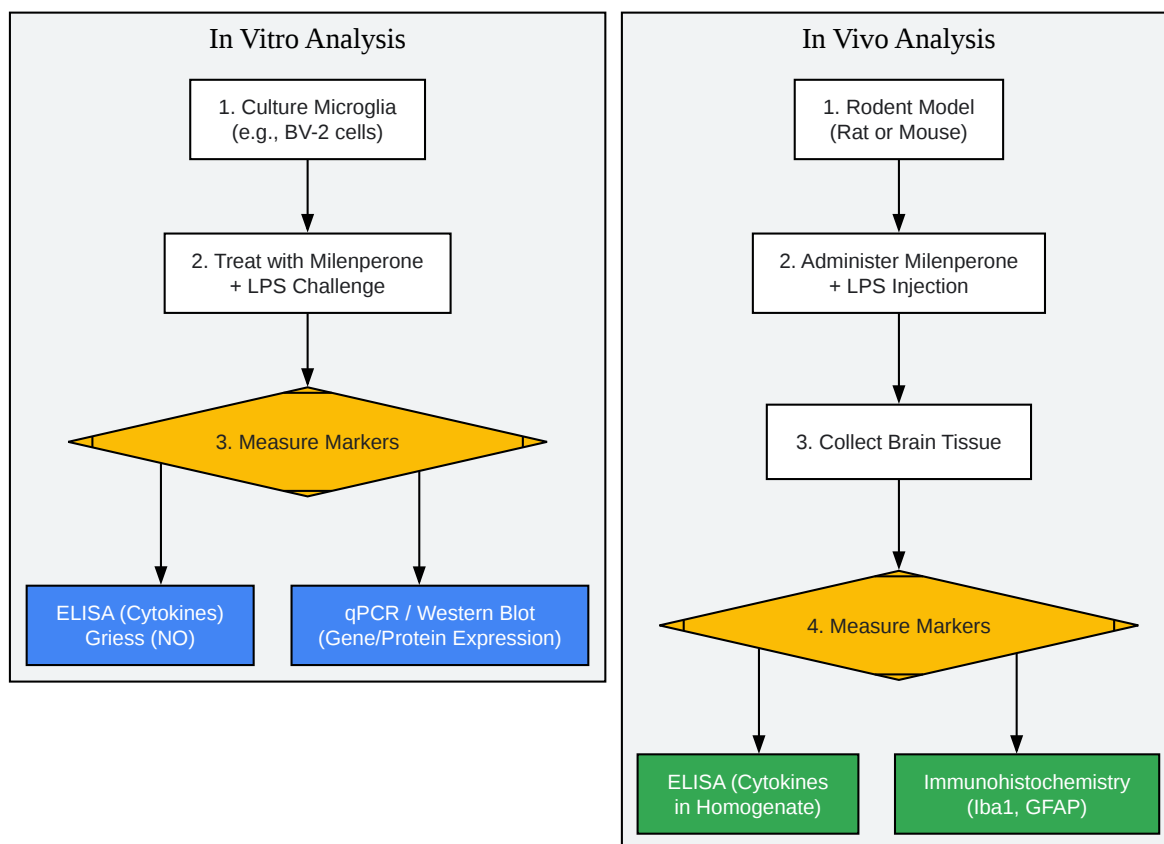 In Vitro Analysis
1. Culture Microglia
(e.g., BV-2 cells)
2. Treat with Milenperone
+ LPS Challenge
3. Measure Markers
ELISA (Cytokines)
Griess (NO)
qPCR / Western Blot
(Gene/Protein Expression)
In Vivo Analysis
1. Rodent Model
(Rat or Mouse)
2. Administer Milenperone
+ LPS Injection
3. Collect Brain Tissue
4. Measure Markers
ELISA (Cytokines
in Homogenate)
Immunohistochemistry
(Iba1, GFAP)